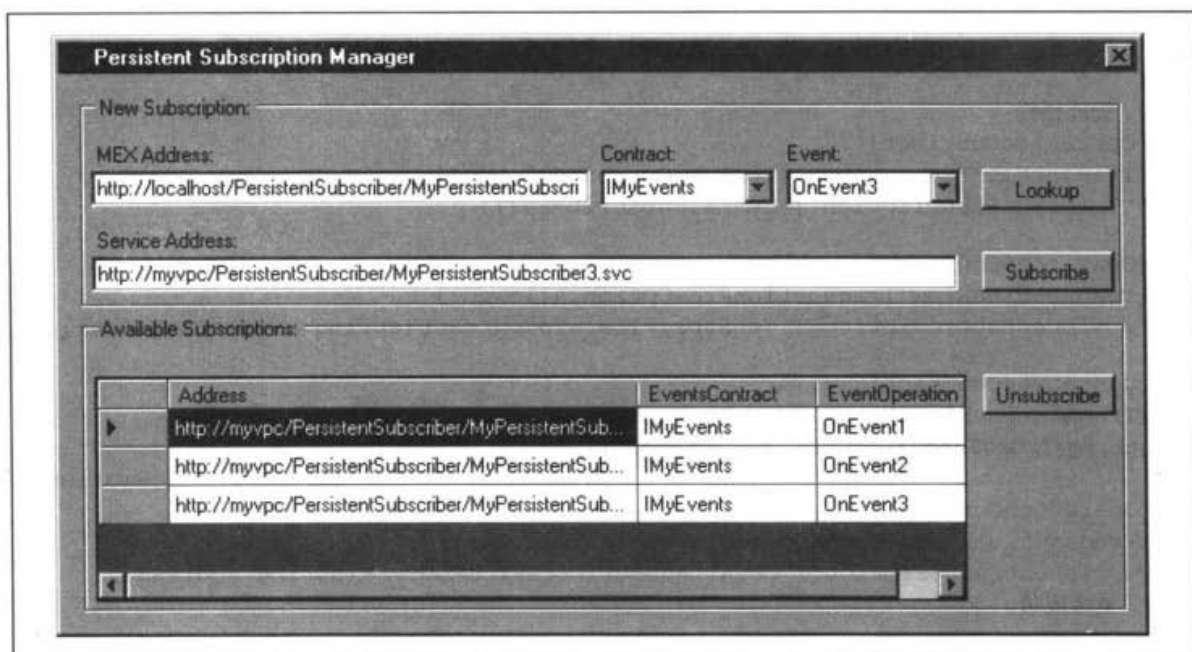 Persistent Subscription Manager
New Subscription:
MEX Address: Contract: Event:
http://localhost/PersistentSubscriber/MyPersistentSubscri IMyEvents OnEvent3 Lookup
Service Address:
http://myvpc/PersistentSubscriber/MyPersistentSubscriber3.svc Subscribe
Available Subscriptions:
Address EventsContract EventOperation Unsubscribe
http://myvpc/PersistentSubscriber/MyPersistentSub... IMyEvents OnEvent1
http://myvpc/PersistentSubscriber/MyPersistentSub... IMyEvents OnEvent2
http://myvpc/PersistentSubscriber/MyPersistentSub... IMyEvents OnEvent3